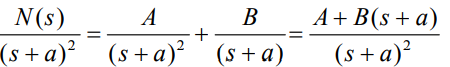 N(s)/(s+a)² = A/(s+a)² + B/(s+a) = A+B(s+a)/(s+a)²